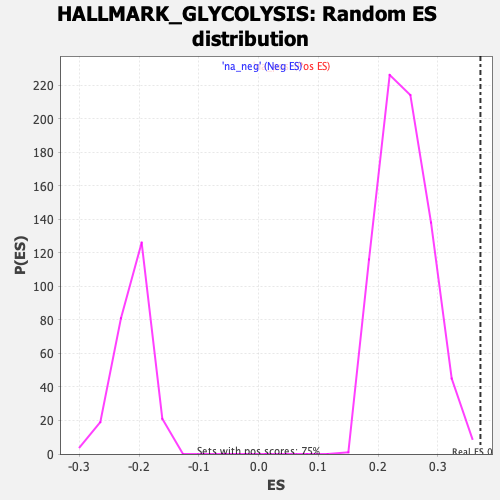 HALLMARK_GLYCOLYSIS: Random ES
distribution
'na_neg' (Neg ES) os ES)
220
200
180
160
140
120
100
80
60
40
20
0
P(ES)
Sets with pos scores: 75%
Real ES 0
-0.3 -0.2 -0.1 0.0 0.1 0.2 0.3
ES